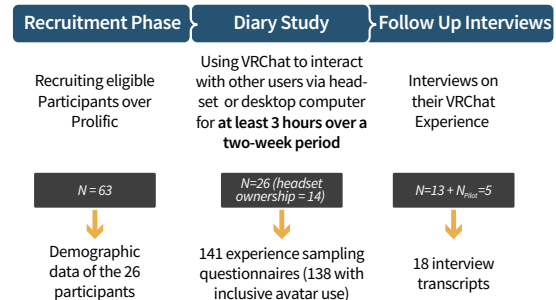 Recruitment Phase
Diary Study
Follow Up Interviews
Recruiting eligible
Participants over
Prolific
Using VRChat to interact
with other users via head-
set or desktop computer
for at least 3 hours over a
two-week period
Interviews on
their VRChat
Experience
N = 63
N=26 (headset
ownership = 14)
N=13 + NPilot=5
Demographic
data of the 26
participants
141 experience sampling
questionnaires (138 with
inclusive avatar use)
18 interview
transcripts